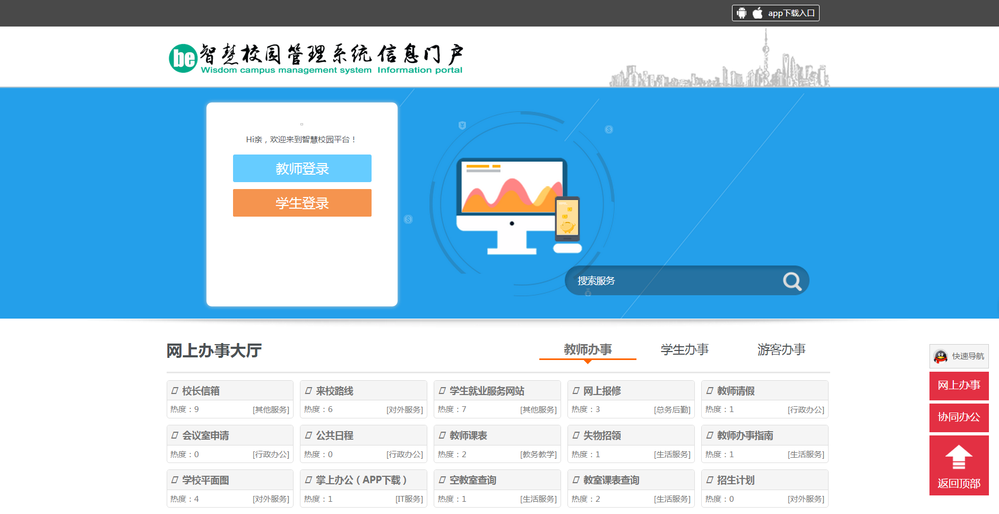 app下载入口
be智慧校园管理系统 信息门户
Wisdom campus management system Information portal
Hi亲，欢迎来到智慧校园平台！
教师登录
学生登录
搜索服务
网上办事大厅
教师办事 学生办事 游客办事
快速导航
网上办事
协同办公
返回顶部
校长信箱 来校路线 学生就业服务网站 网上报修 教师请假
热度：9 [其他服务] 热度：6 [对外服务] 热度：7 [其他服务] 热度：3 [总务后勤] 热度：1 [行政办公]
会议室申请 公共日程 教师课表 失物招领 教师办事指南
热度：0 [行政办公] 热度：0 [行政办公] 热度：2 [教务教学] 热度：1 [生活服务] 热度：1 [生活服务]
学校平面图 掌上办公（APP下载） 空教室查询 教室课表查询 招生计划
热度：4 [对外服务] 热度：1 [IT服务] 热度：1 [生活服务] 热度：2 [生活服务] 热度：0 [对外服务]